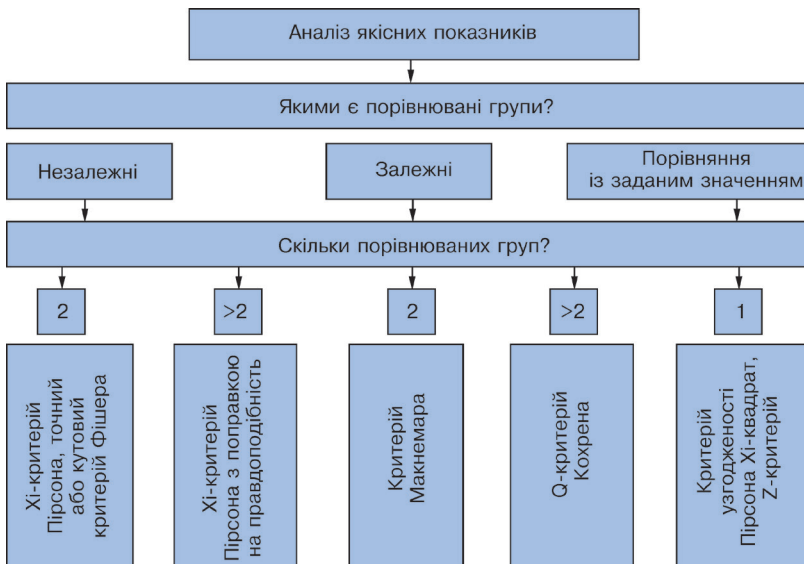 Аналіз якісних показників
Якими є порівнювані групи?
Незалежні
Залежні
Порівняння
із заданим значенням
Скільки порівнюваних груп?
2
>2
2
>2
1
Хі-критерій
Пірсона, точний
або кутовий
критерій Фішера
Хі-критерій
Пірсона з поправкою
на правдоподібність
Критерій
Макнемара
Q-критерій
Кохрена
Критерій
узгодженості
Пірсона Хі-квадрат,
Z-критерій